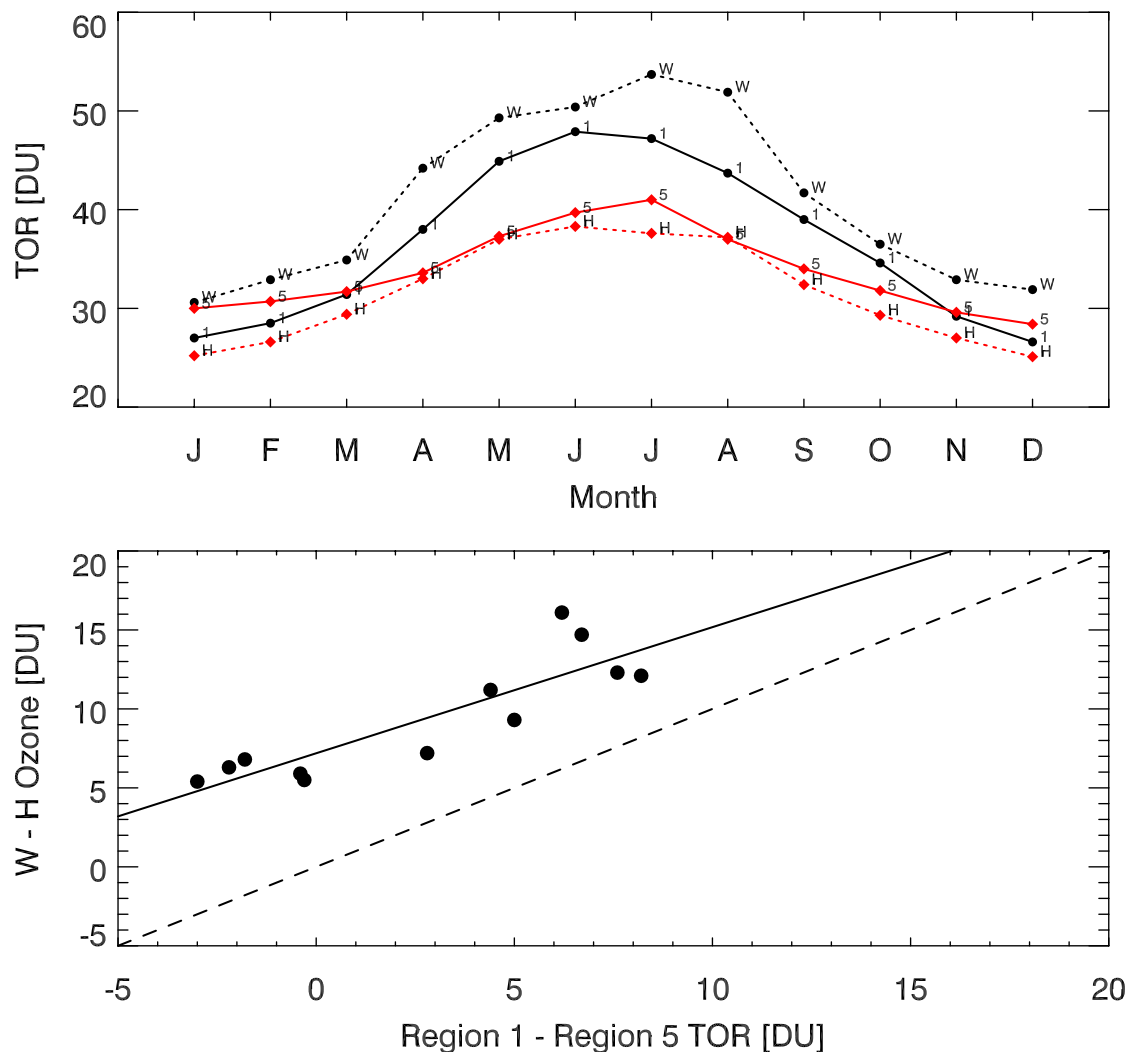 60
50
40
30
20
TOR [DU]
W W W W W W W W W W W W
1 1 1 1 1 1 1 1 1 1 1 1
5 5 5 5 5 5 5 5 5 5 5 5
H H H H H H H H H H H H
J F M A M J J A S O N D
Month
20
15
10
5
0
-5
W - H Ozone [DU]
-5 0 5 10 15 20
Region 1 - Region 5 TOR [DU]